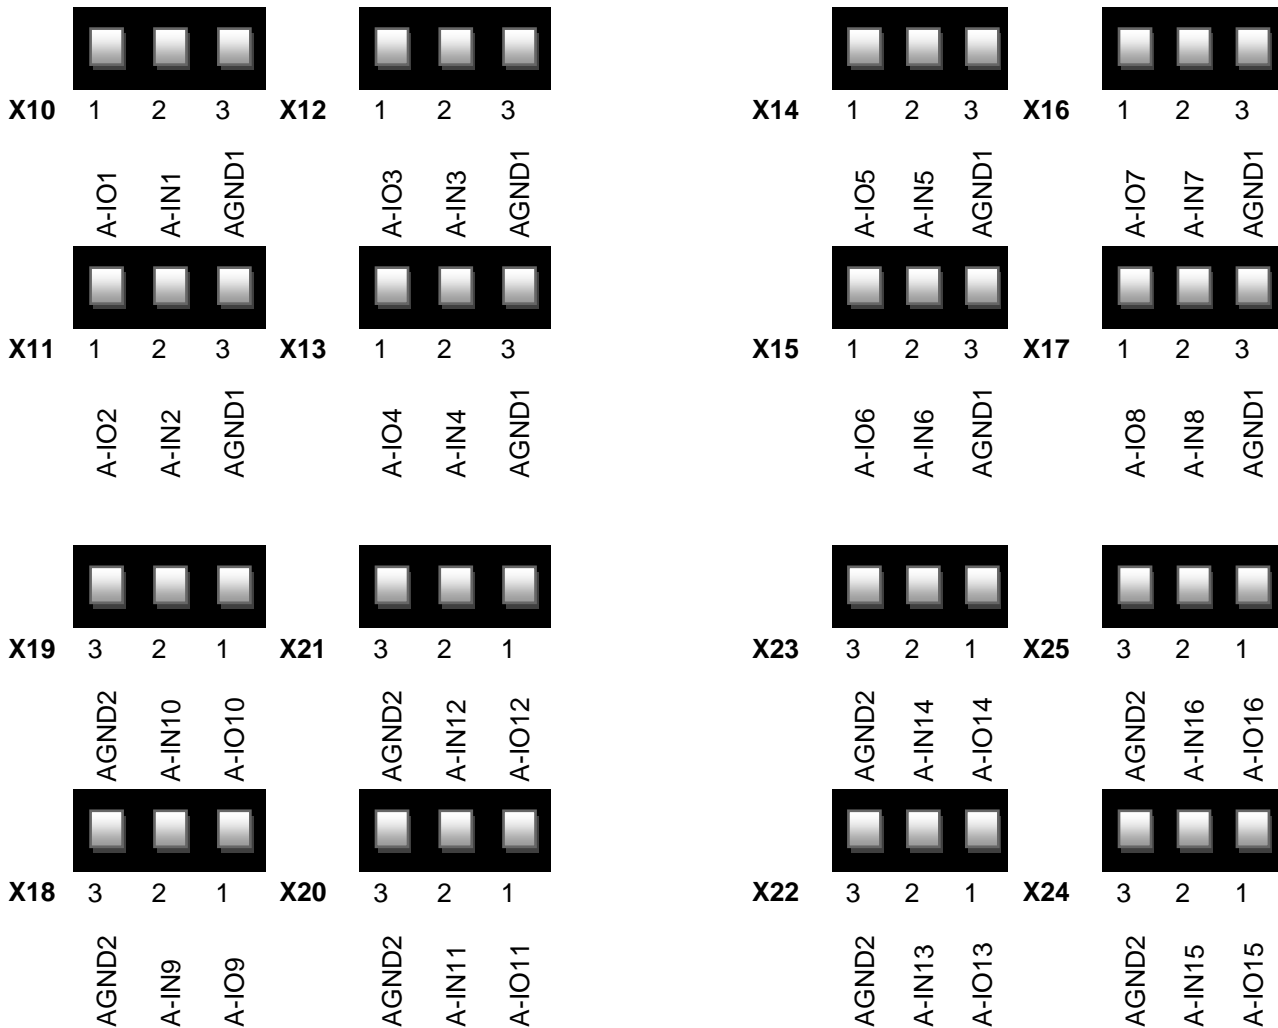 X10 1 2 3 X12 1 2 3 X14 1 2 3 X16 1 2 3
A-IO1 A-IN1 AGND1 A-IO3 A-IN3 AGND1 A-IO5 A-IN5 AGND1 A-IO7 A-IN7 AGND1
X11 1 2 3 X13 1 2 3 X15 1 2 3 X17 1 2 3
A-IO2 A-IN2 AGND1 A-IO4 A-IN4 AGND1 A-IO6 A-IN6 AGND1 A-IO8 A-IN8 AGND1
X19 3 2 1 X21 3 2 1 X23 3 2 1 X25 3 2 1
AGND2 A-IN10 A-IO10 AGND2 A-IN12 A-IO12 AGND2 A-IN14 A-IO14 AGND2 A-IN16 A-IO16
X18 3 2 1 X20 3 2 1 X22 3 2 1 X24 3 2 1
AGND2 A-IN9 A-IO9 AGND2 A-IN11 A-IO11 AGND2 A-IN13 A-IO13 AGND2 A-IN15 A-IO15